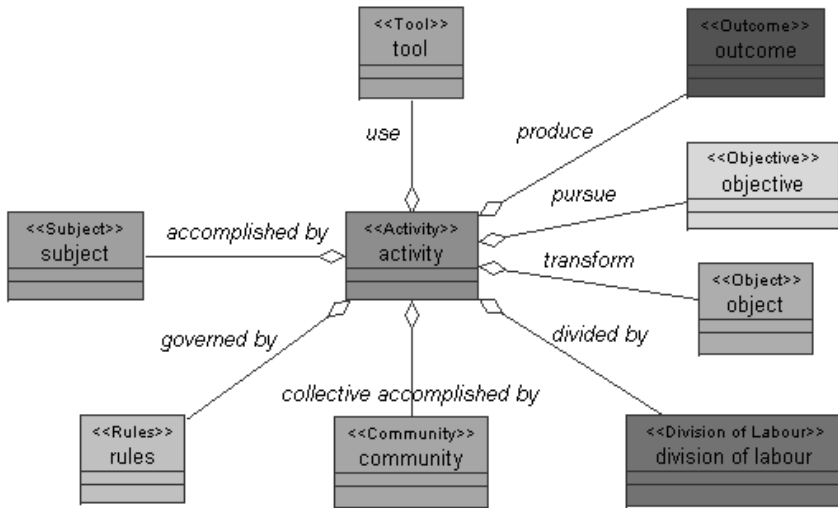 <<Tool>>
tool
<<Outcome>>
outcome
use
produce
<<Objective>>
objective
pursue
<<Subject>>
subject
accomplished by
<<Activity>>
activity
transform
<<Object>>
object
governed by
divided by
collective accomplished by
<<Rules>>
rules
<<Community>>
community
<<Division of Labour>>
division of labour